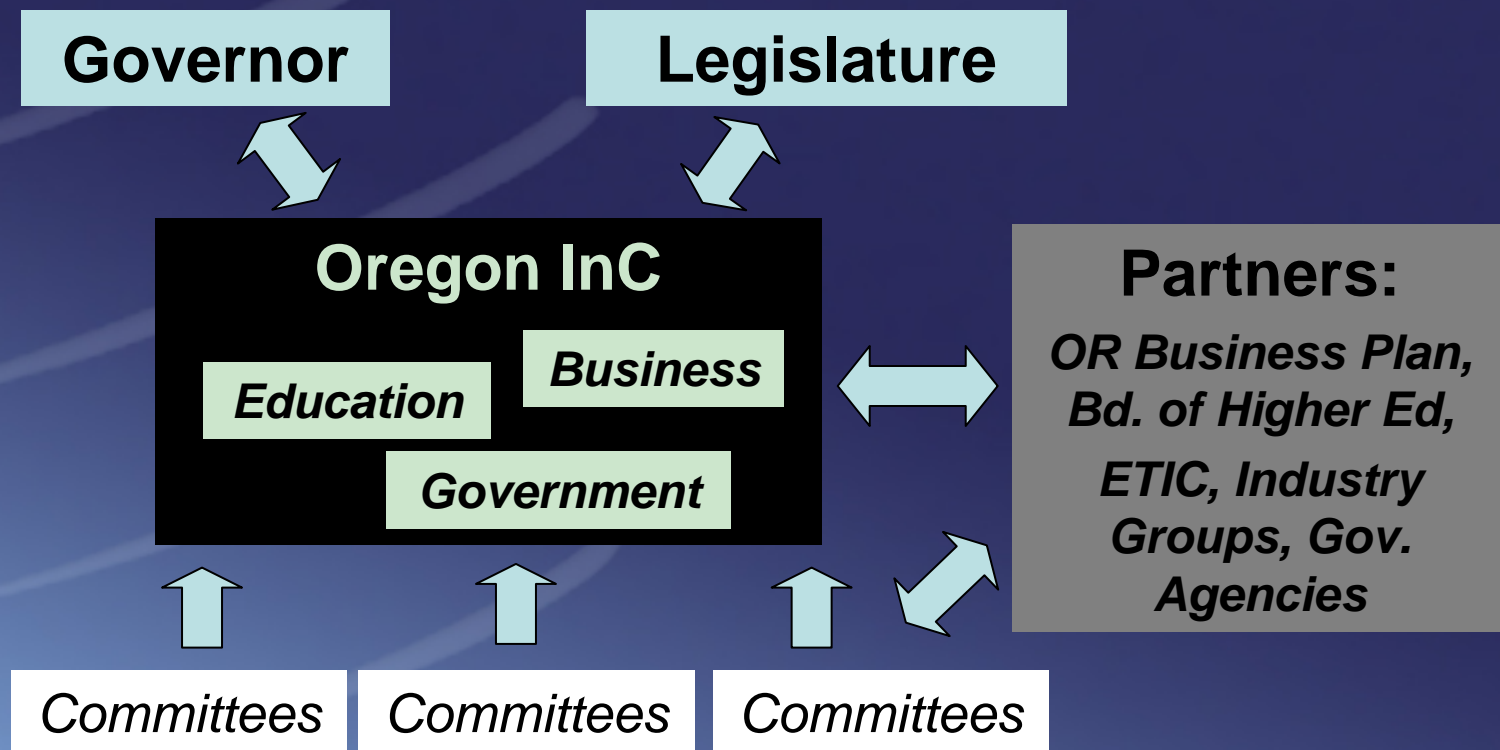 Governor
Legislature
Oregon InC
Education
Business
Government
Partners:
OR Business Plan,
Bd. of Higher Ed,
ETIC, Industry
Groups, Gov.
Agencies
Committees
Committees
Committees